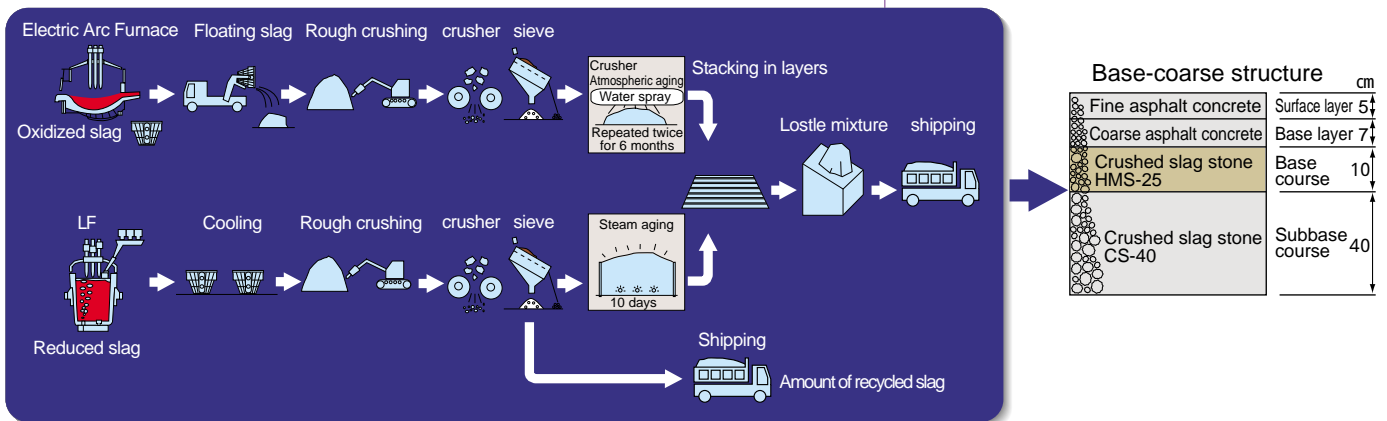 Electric Arc Furnace
Floating slag
Rough crushing
crusher
sieve
Oxidized slag
Crusher
Atmospheric aging
Water spray
Repeated twice
for 6 months
Stacking in layers
Lostle mixture
shipping
LF
Cooling
Rough crushing
crusher
sieve
Steam aging
10 days
Reduced slag
Shipping
Amount of recycled slag
Base-coarse structure
cm
Fine asphalt concrete
Surface layer 5
Coarse asphalt concrete
Base layer 7
Crushed slag stone
HMS-25
Base
course
10
Crushed slag stone
CS-40
Subbase
course
40